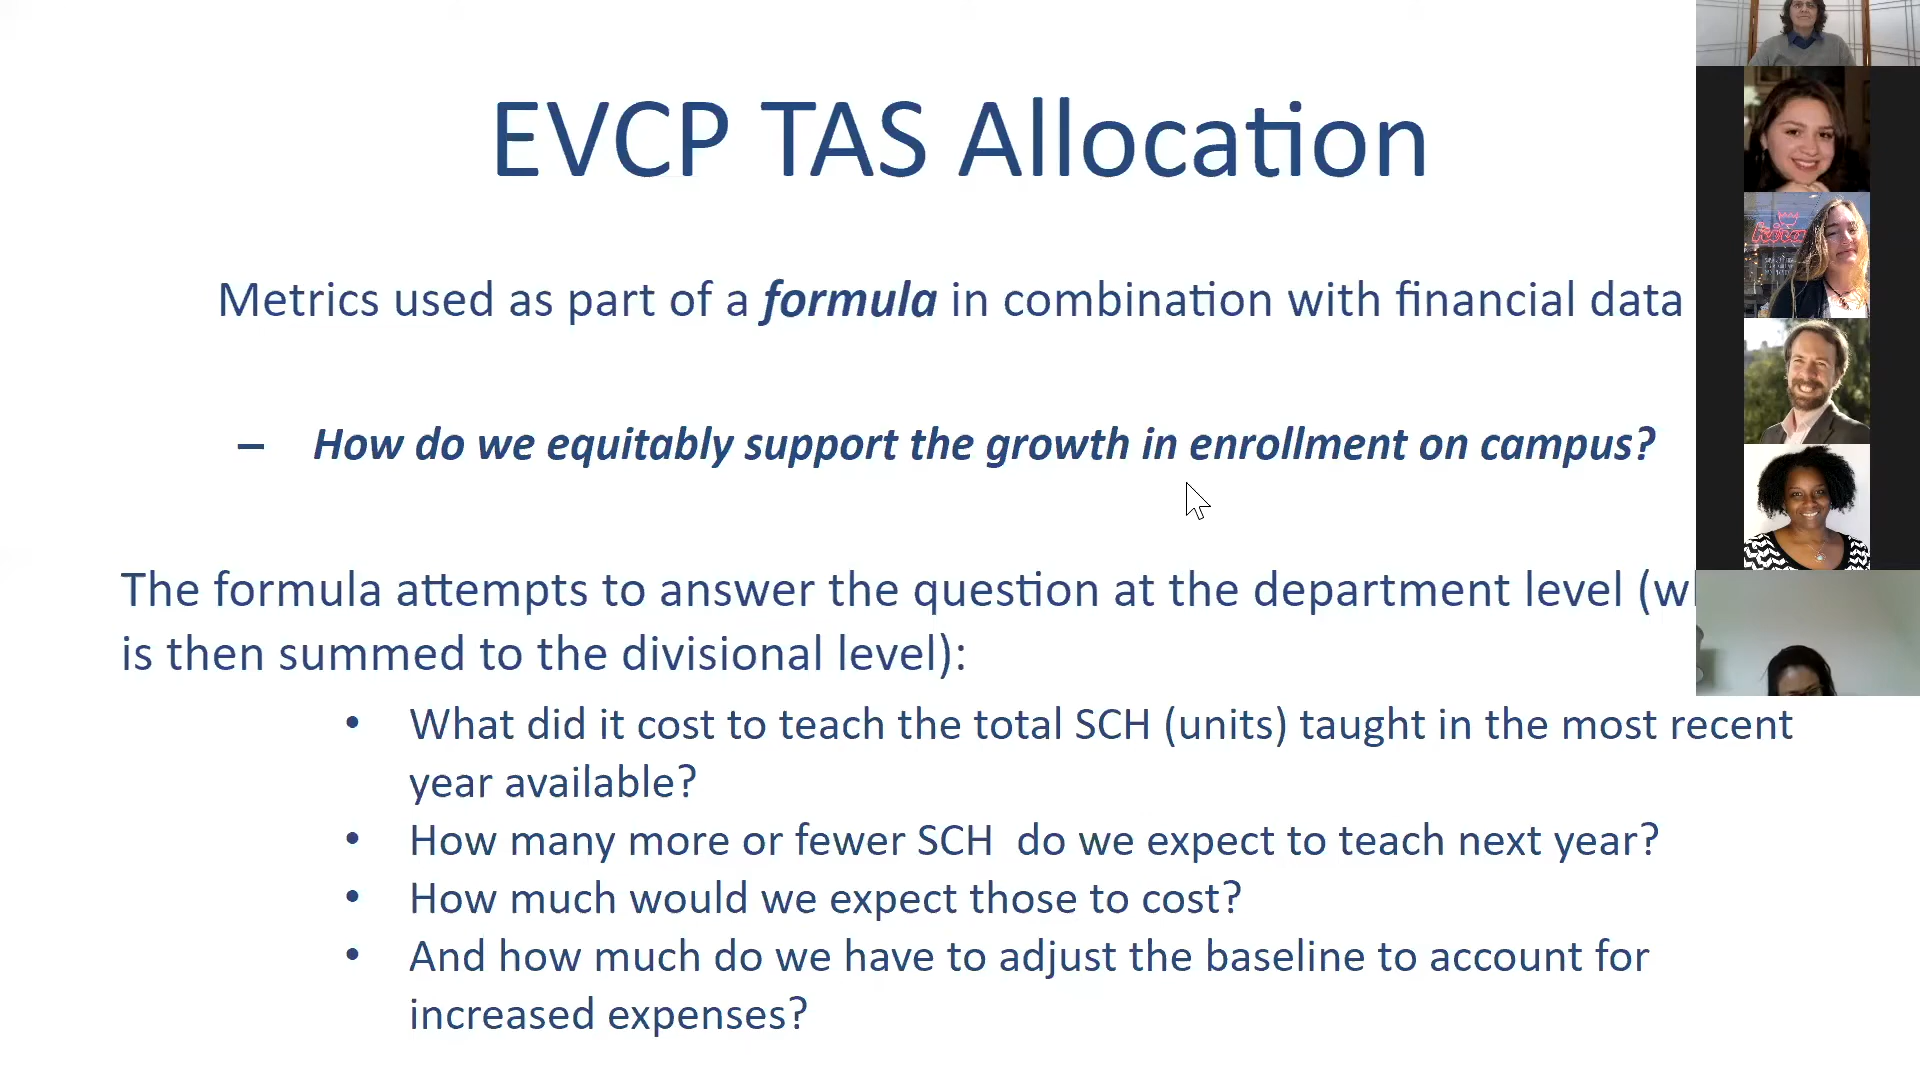 EVCP TAS Allocation
Metrics used as part of a formula in combination with financial data
– How do we equitably support the growth in enrollment on campus?
The formula attempts to answer the question at the department level
is then summed to the divisional level):
• What did it cost to teach the total SCH (units) taught in the most recent
year available?
• How many more or fewer SCH do we expect to teach next year?
• How much would we expect those to cost?
• And how much do we have to adjust the baseline to account for
increased expenses?